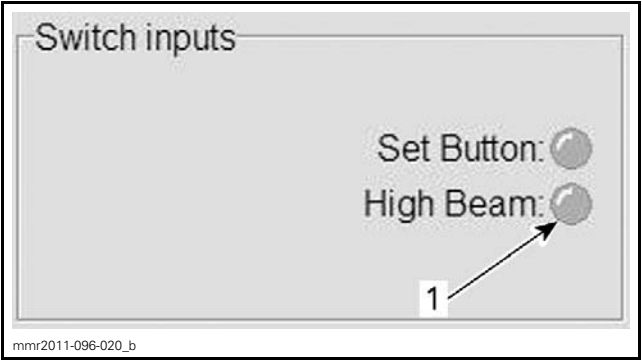 Switch inputs
Set Button:
High Beam:
1
mmr2011-096-020_b